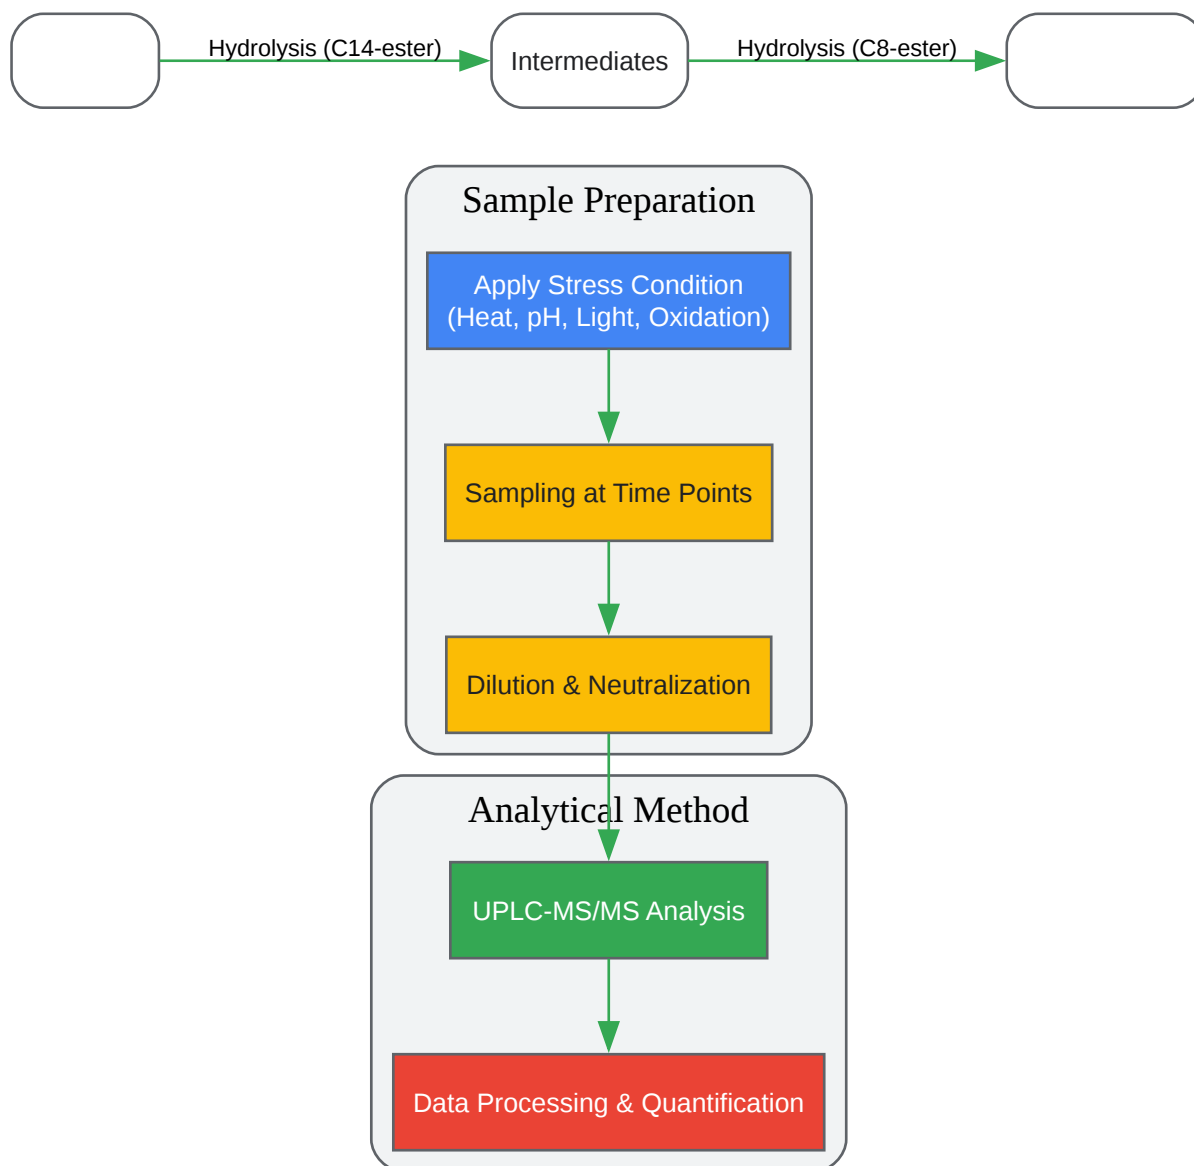 Hydrolysis (C14-ester)
Intermediates
Hydrolysis (C8-ester)
Sample Preparation
Apply Stress Condition
(Heat, pH, Light, Oxidation)
Sampling at Time Points
Dilution & Neutralization
Analytical Method
UPLC-MS/MS Analysis
Data Processing & Quantification